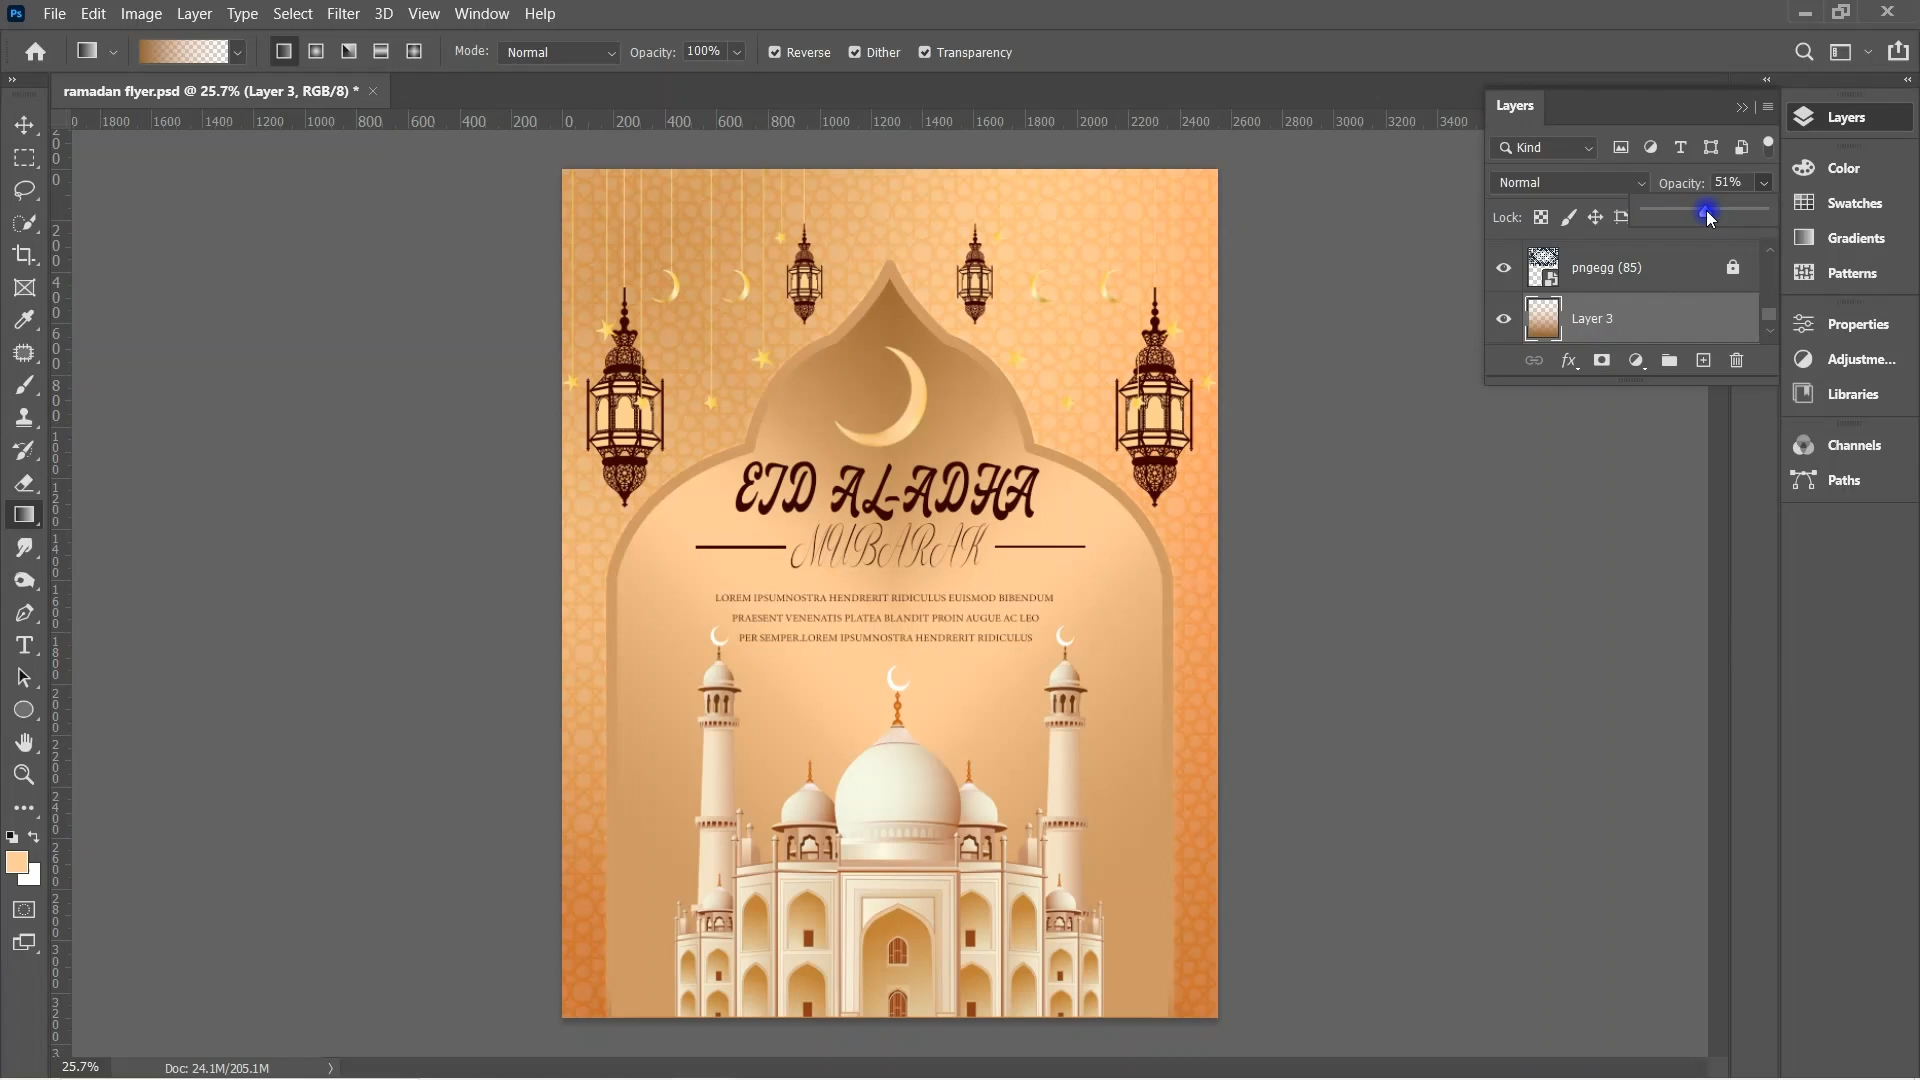 Ps File Edit Image Layer Type Select Filter 3D View Window Help
Mode: Normal Opacity: 100% Reverse Dither Transparency
ramadan flyer.psd @ 25.7% (Layer 3, RGB/8) *
0 1800 1600 1400 1200 1000 800 600 400 200 0 200 400 600 800 1000 1200 1400 1600 1800 2000 2200 2400 2600 2800 3000 3200 3400
Layers
Kind
Normal Opacity: 51%
Lock:
pngegg (85)
Layer 3
fx
Layers
Color
Swatches
Gradients
Patterns
Properties
Adjustme...
Libraries
Channels
Paths
EID AL-ADHA
MUBARAK
LOREM IPSUMNOSTRA HENDRERIT RIDICULUS EUISMOD BIBENDUM
PRAESENT VENENATIS PLATEA BLANDIT PROIN AUGUE AC LEO
PER SEMPER.LOREM IPSUMNOSTRA HENDRERIT RIDICULUS
25.7% Doc: 24.1M/205.1M